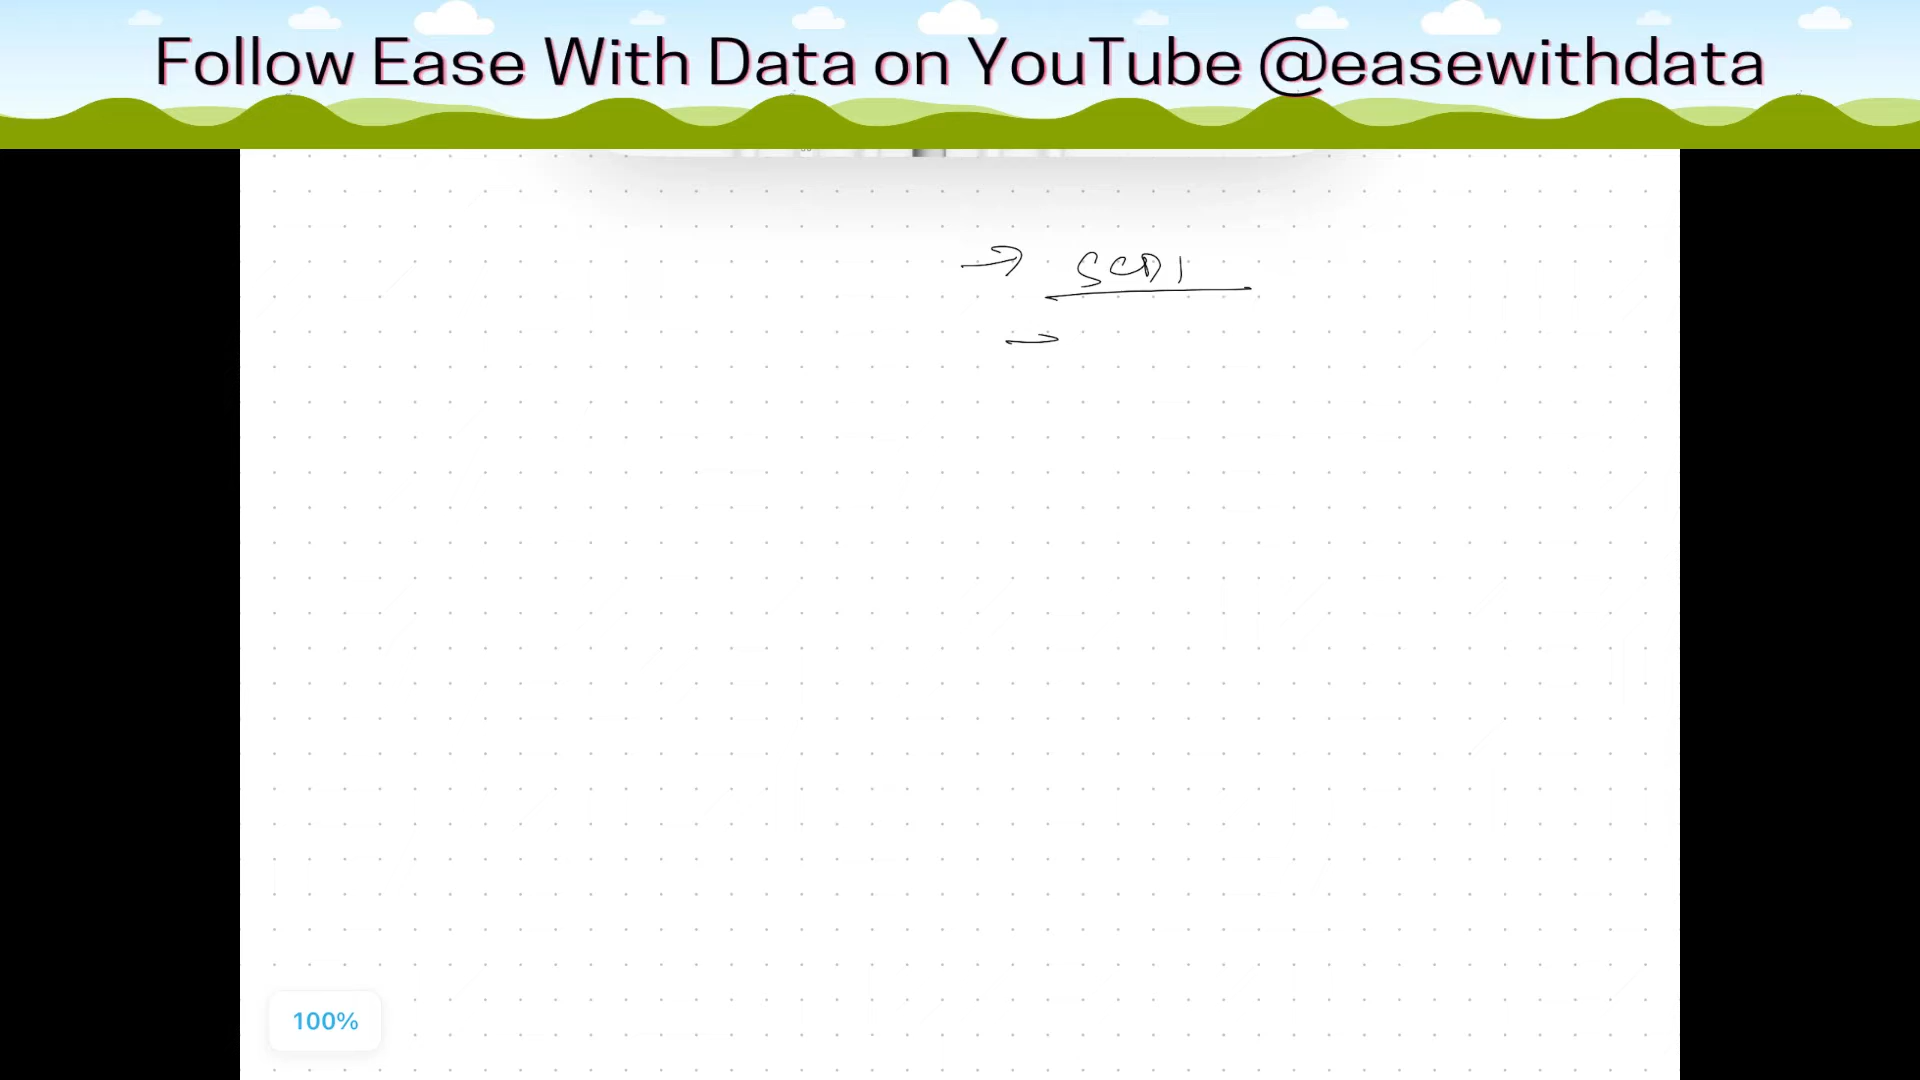 Follow Ease With Data on YouTube @easewithdata
→ SCD1
→
100%